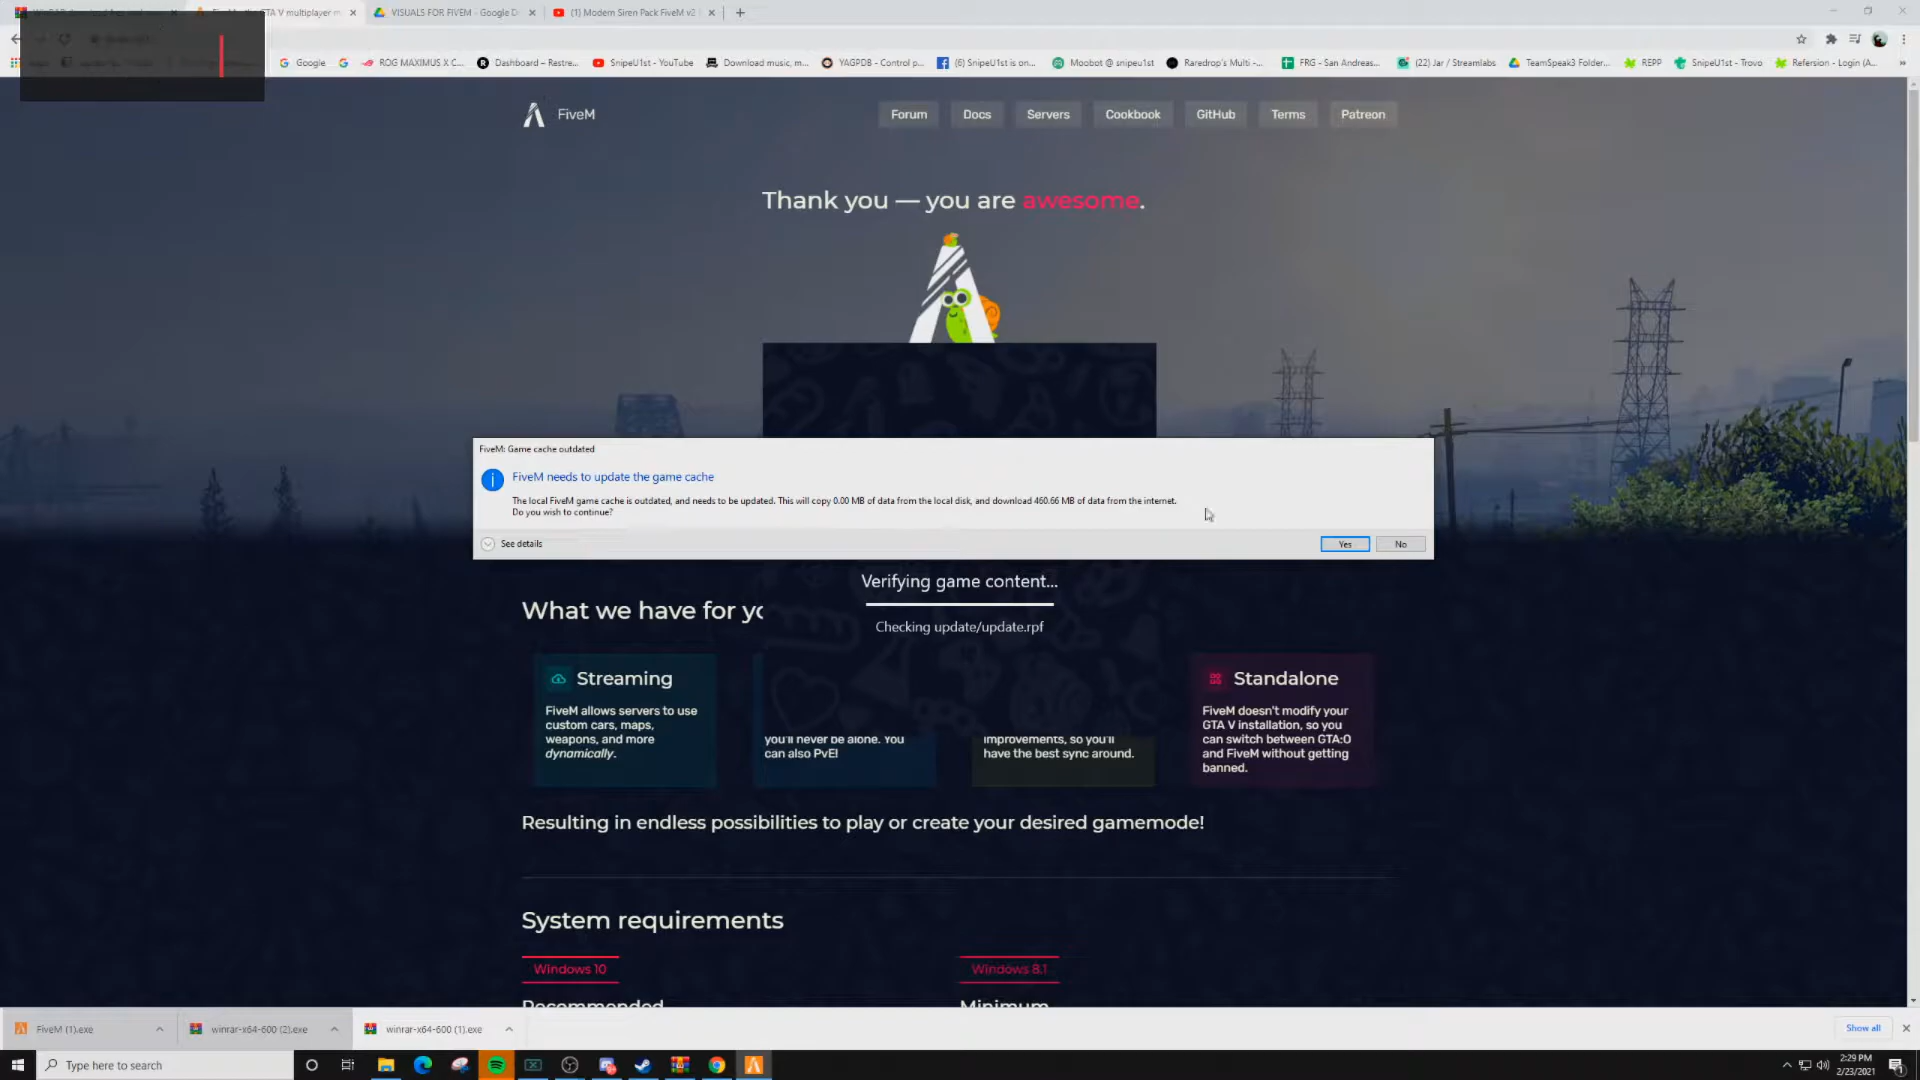 GTA V multiplayer m
VISUALS FOR FIVEM - Google D
(1) Modern Siren Pack FiveM v2
Google
ROG MAXIMUS X C...
Dashboard – Restre...
SnipeU1st - YouTube
Download music, m...
YAGPDB - Control p...
(6) SnipeU1st is on...
Moobot @ snipeu1st
Raredrop's Multi -...
FRG - San Andreas...
(22) Jar / Streamlabs
TeamSpeak3 Folder...
REPP
SnipeU1st - Trovo
Refersion - Login (A...
FiveM
Forum
Docs
Servers
Cookbook
GitHub
Terms
Patreon
Thank you — you are awesome.
FiveM: Game cache outdated
FiveM needs to update the game cache
The local FiveM game cache is outdated, and needs to be updated. This will copy 0.00 MB of data from the local disk, and download 460.66 MB of data from the internet.
Do you wish to continue?
See details
Yes
No
Verifying game content...
Checking update/update.rpf
What we have for yo
Streaming
FiveM allows servers to use
custom cars, maps,
weapons, and more
dynamically.
you'll never be alone. You
can also PvE!
improvements, so you'll
have the best sync around.
Standalone
FiveM doesn't modify your
GTA V installation, so you
can switch between GTA:O
and FiveM without getting
banned.
Resulting in endless possibilities to play or create your desired gamemode!
System requirements
Windows 10
Windows 8.1
Recommended
Minimum
FiveM (1).exe
winrar-x64-600 (2).exe
winrar-x64-600 (1).exe
Show all
Type here to search
2:29 PM
2/23/2021